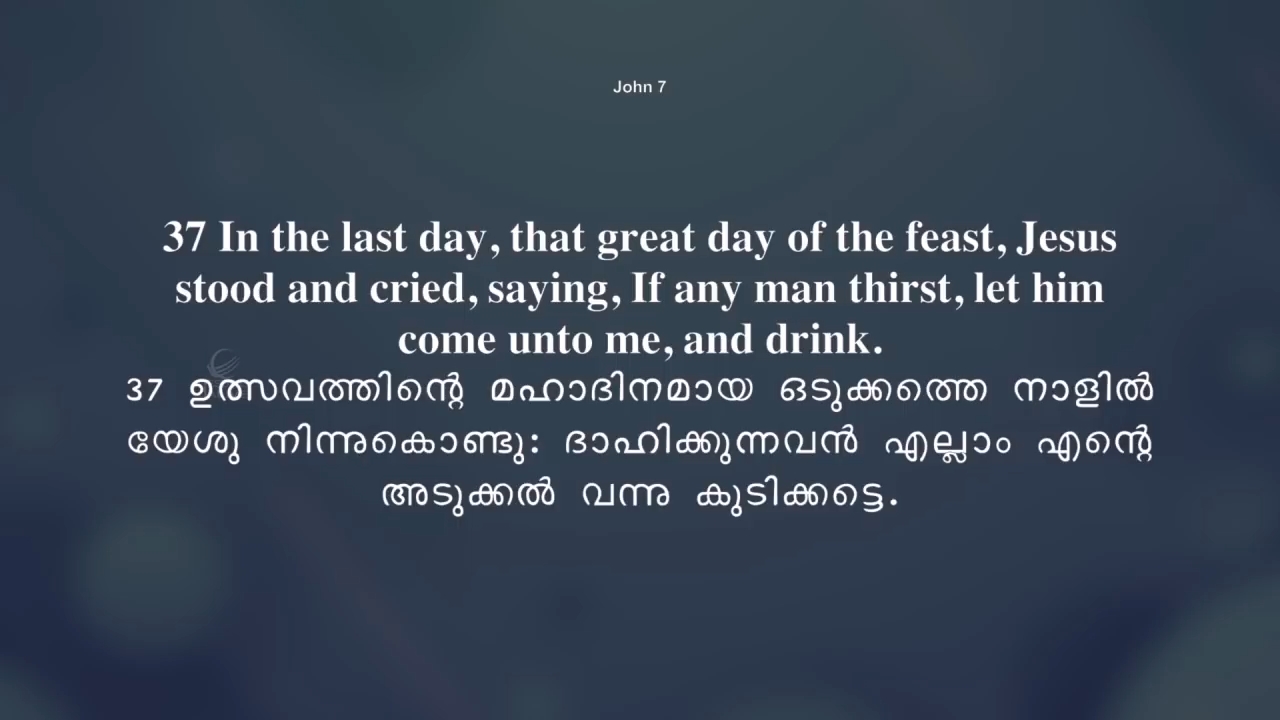 John 7
37 In the last day, that great day of the feast, Jesus
stood and cried, saying, If any man thirst, let him
come unto me, and drink.
37 ഉത്സവത്തിന്റെ മഹാദിനമായ ഒടുക്കത്തെ നാളിൽ
യേശു നിന്നുകൊണ്ടു: ദാഹിക്കുന്നവൻ എല്ലാം എന്റെ
അടുക്കൽ വന്നു കുടിക്കട്ടെ.